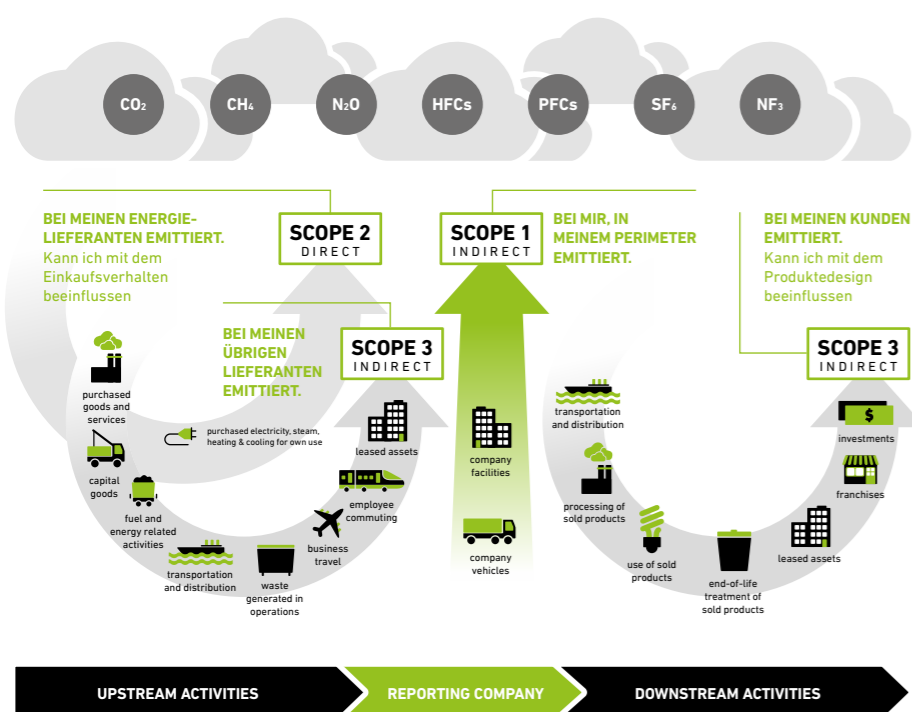 CO₂
CH₄
N₂O
HFCs
PFCs
SF₆
NF₃
BEI MEINEN ENERGIE-
LIEFERANTEN EMITTIERT.
Kann ich mit dem
Einkaufsverhalten
beeinflussen
SCOPE 2
DIRECT
SCOPE 1
INDIRECT
BEI MIR, IN
MEINEM PERIMETER
EMITTIERT.
BEI MEINEN KUNDEN
EMITTIERT.
Kann ich mit dem
Produktedesign
beeinflussen
BEI MEINEN
ÜBRIGEN
LIEFERANTEN
EMITTIERT.
SCOPE 3
INDIRECT
SCOPE 3
INDIRECT
purchased
goods and
services
purchased electricity, steam,
heating & cooling for own use
capital
goods
fuel and
energy related
activities
transportation
and distribution
waste
generated in
operations
business
travel
employee
commuting
leased assets
company
facilities
company
vehicles
transportation
and distribution
processing of
sold products
use of sold
products
end-of-life
treatment of
sold products
leased assets
franchises
$
investments
UPSTREAM ACTIVITIES
REPORTING COMPANY
DOWNSTREAM ACTIVITIES